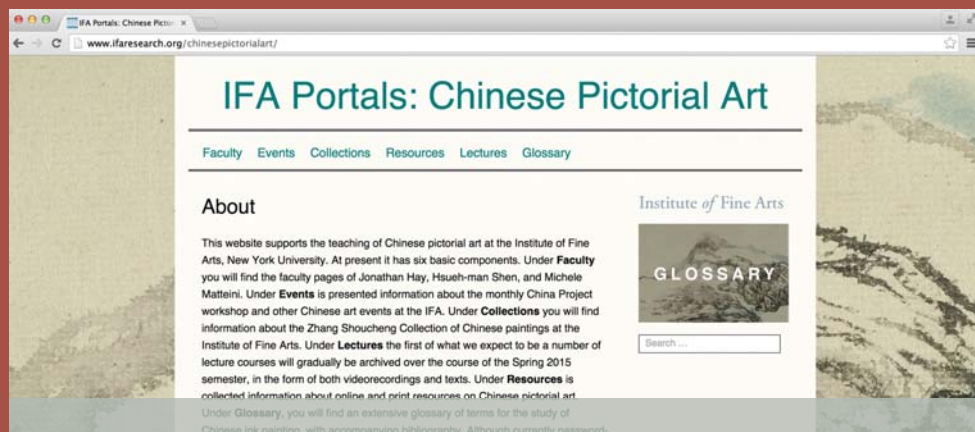 IFA Portals: Chinese Pictor
www.ifaresearch.org/chinesepictorialart/
IFA Portals: Chinese Pictorial Art
Faculty Events Collections Resources Lectures Glossary
About
This website supports the teaching of Chinese pictorial art at the Institute of Fine
Arts, New York University. At present it has six basic components. Under Faculty
you will find the faculty pages of Jonathan Hay, Hsueh-man Shen, and Michele
Matteini. Under Events is presented information about the monthly China Project
workshop and other Chinese art events at the IFA. Under Collections you will find
information about the Zhang Shoucheng Collection of Chinese paintings at the
Institute of Fine Arts. Under Lectures the first of what we expect to be a number of
lecture courses will gradually be archived over the course of the Spring 2015
semester, in the form of both videorecordings and texts. Under Resources is
collected information about online and print resources on Chinese pictorial art.
Under Glossary, you will find an extensive glossary of terms for the study of
Chinese ink painting, with accompanying bibliography. Although currently password-
Institute of Fine Arts
GLOSSARY
Search ...